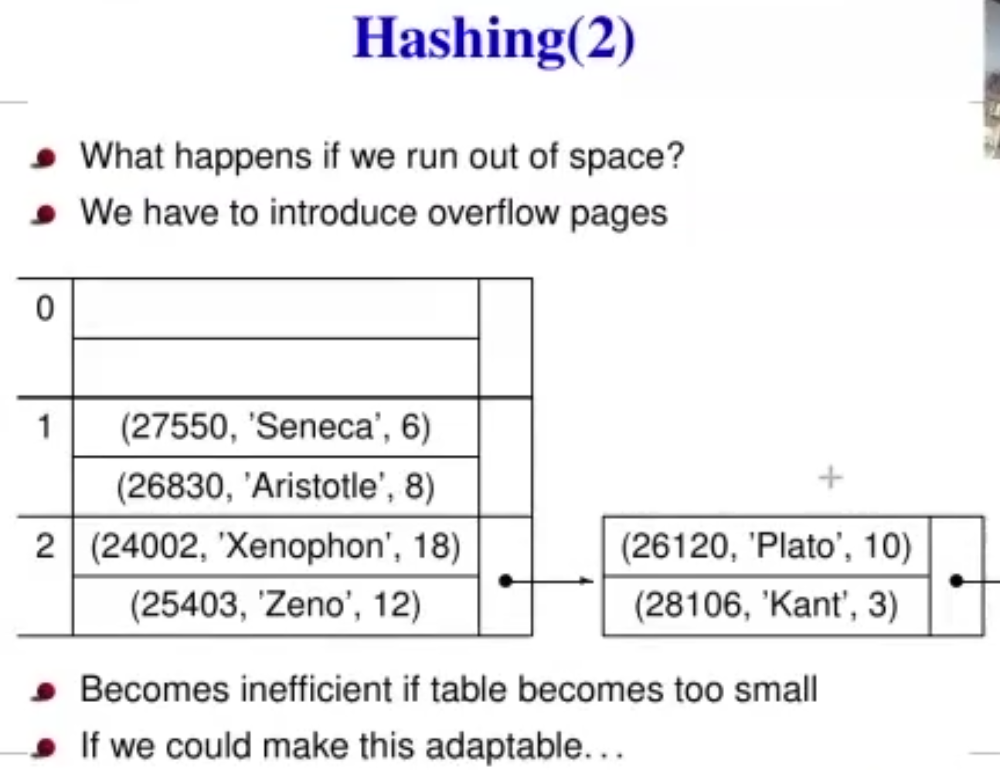 Hashing(2)
What happens if we run out of space?
We have to introduce overflow pages
0
1
(27550, ’Seneca’, 6)
(26830, ’Aristotle’, 8)
2
(24002, ’Xenophon’, 18)
(25403, ’Zeno’, 12)
(26120, ’Plato’, 10)
(28106, ’Kant’, 3)
Becomes inefficient if table becomes too small
If we could make this adaptable...